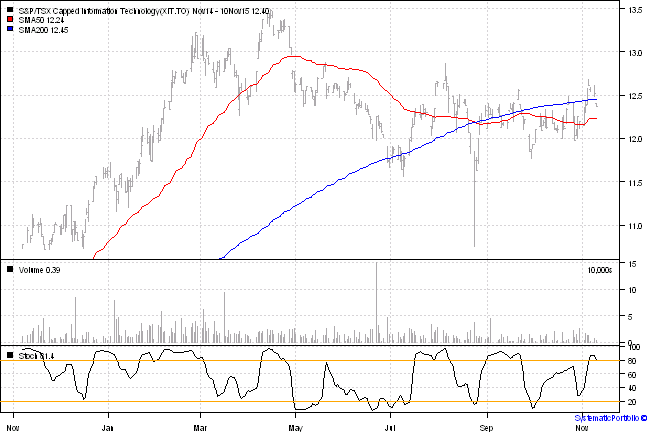 S&P/TSX Capped Information Technology(XIT.TO) Nov14 - 10Nov15 12.40
SMA50 12.24
SMA200 12.45
13.5
13.0
12.5
12.0
11.5
11.0
Volume 0.39
10,000s
15
10
5
0
Stoch 81.4
100
80
60
40
20
Nov Jan Mar May Jul Sep Nov
SystematicPortfolio ©